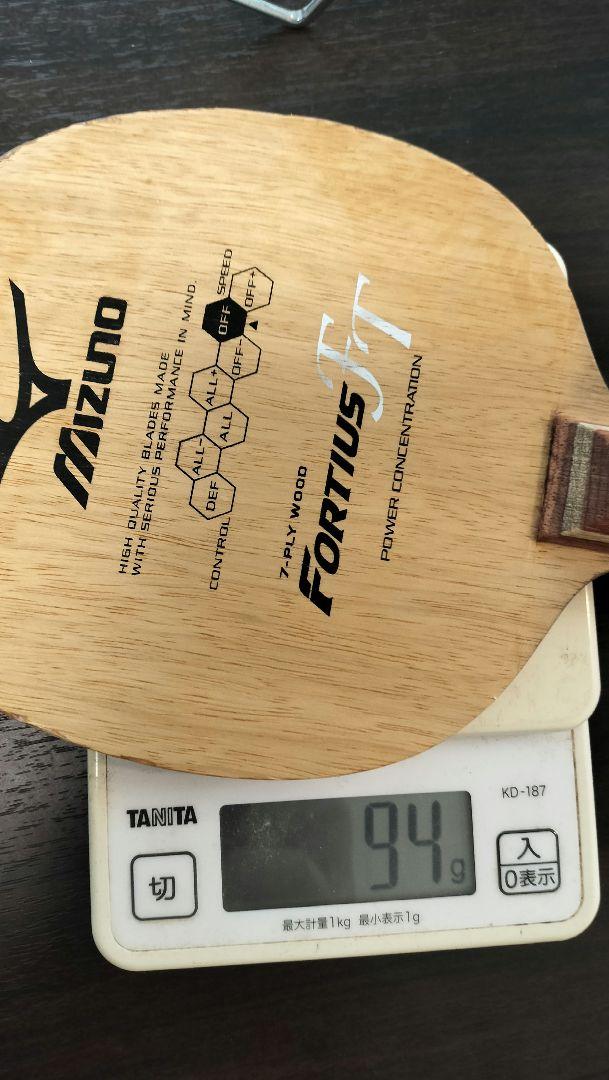 MIZUNO
HIGH QUALITY BLADES MADE
WITH SERIOUS PERFORMANCE IN MIND.
CONTROL
DEF
ALL-
ALL
ALL+
OFF-
OFF
OFF+
SPEED
7-PLY WOOD
FORTIUS FT
POWER CONCENTRATION
TANITA
KD-187
切
94g
入
0表示
最大計量1kg 最小表示1g